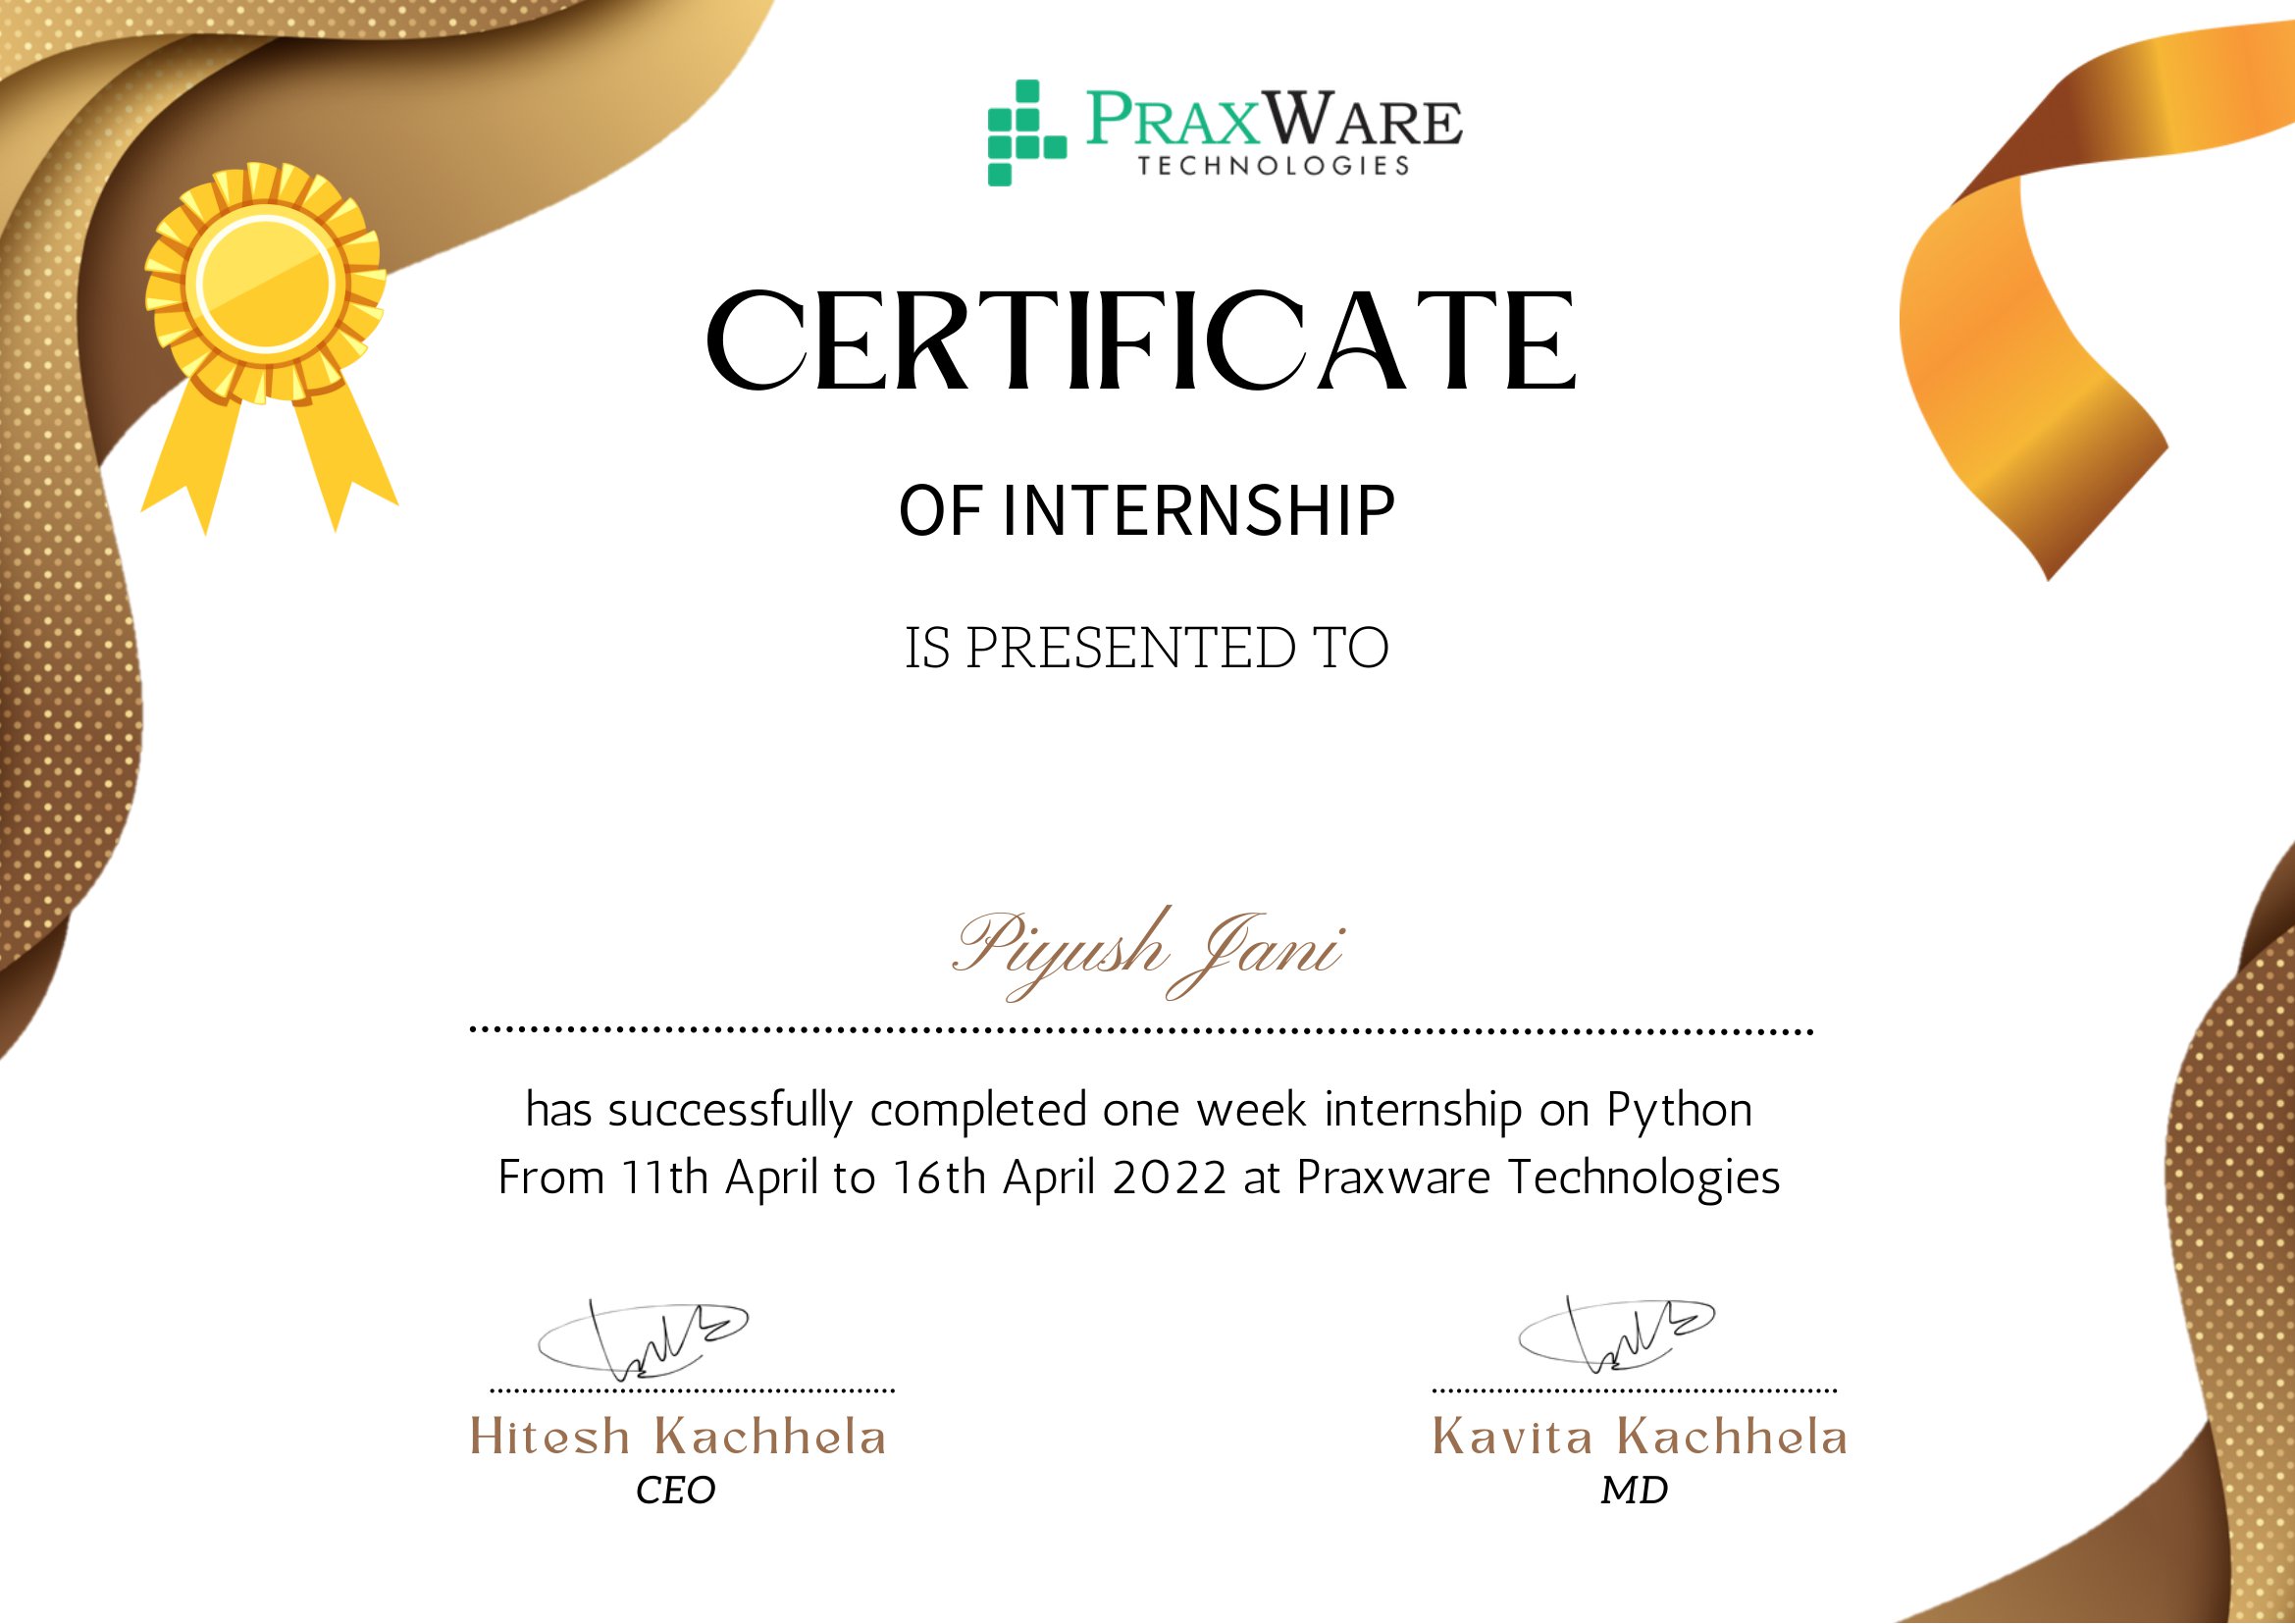 PRAXWARE
TECHNOLOGIES
CERTIFICATE
OF INTERNSHIP
IS PRESENTED TO
Piyush Jani
has successfully completed one week internship on Python
From 11th April to 16th April 2022 at Praxware Technologies
Hitesh Kachhela
CEO
Kavita Kachhela
MD